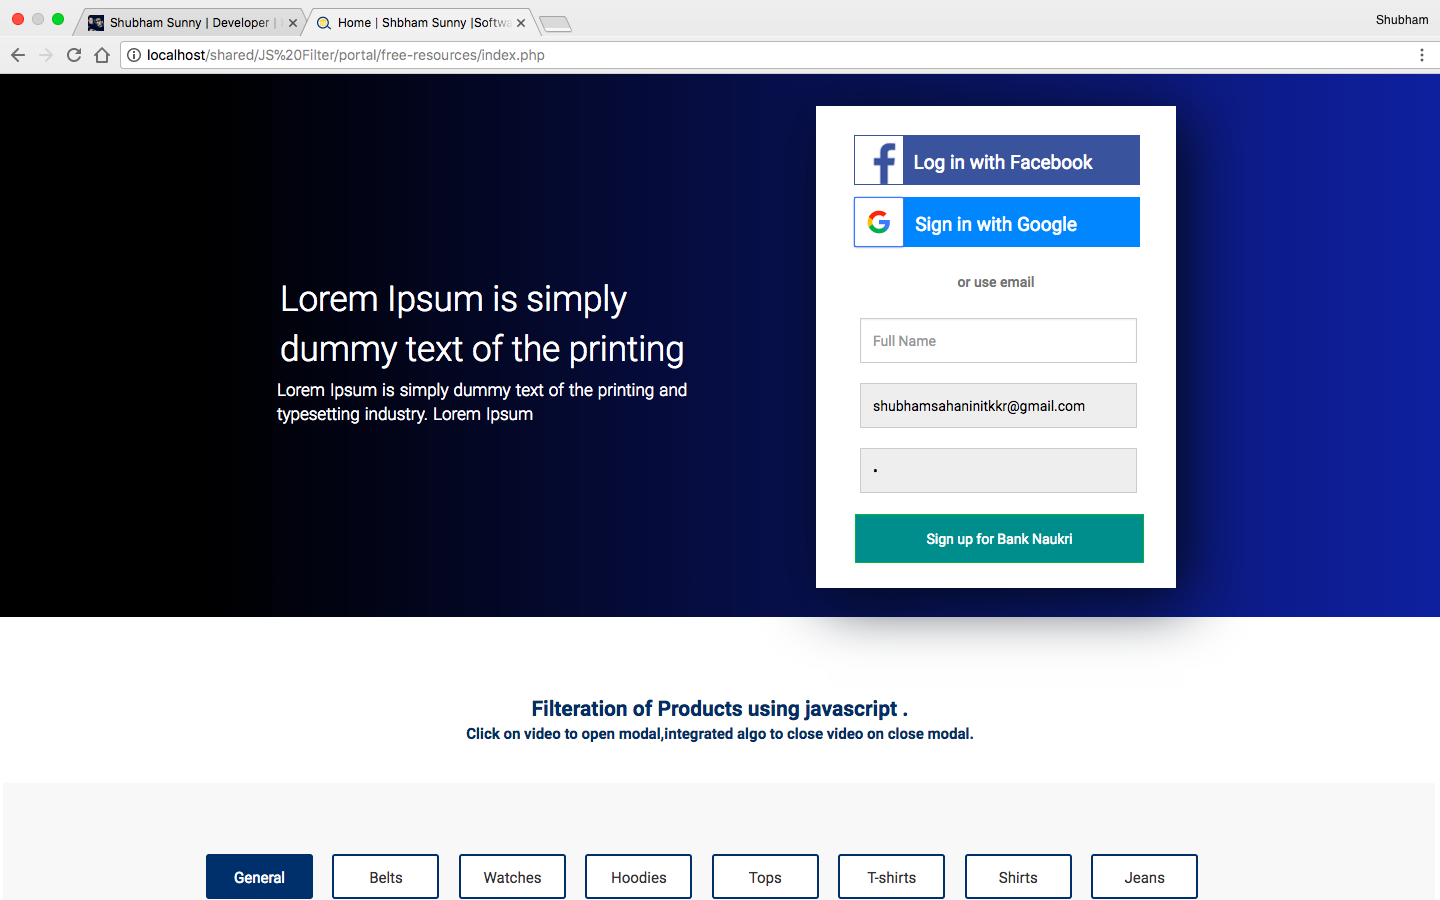 Shubham Sunny | Developer |
Home | Shbham Sunny |Softwa
Shubham
localhost/shared/JS%20Filter/portal/free-resources/index.php
Log in with Facebook
Sign in with Google
or use email
Lorem Ipsum is simply
dummy text of the printing
Lorem Ipsum is simply dummy text of the printing and
typesetting industry. Lorem Ipsum
Full Name
shubhamsahaninitkkr@gmail.com
Sign up for Bank Naukri
Filteration of Products using javascript .
Click on video to open modal,integrated algo to close video on close modal.
General
Belts
Watches
Hoodies
Tops
T-shirts
Shirts
Jeans